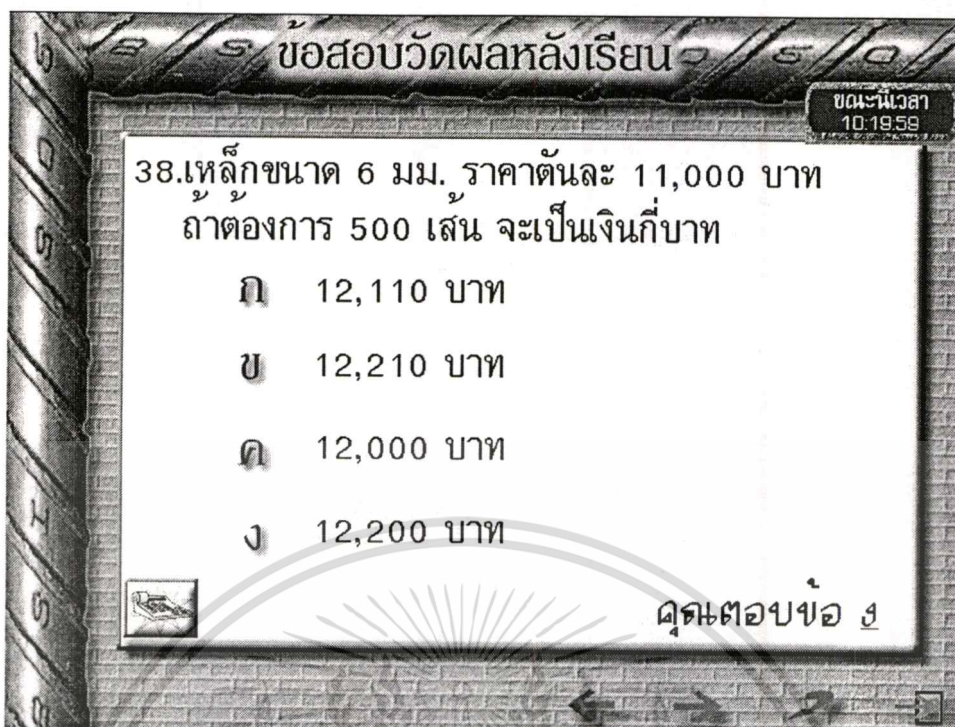 ข้อสอบวัดผลหลังเรียน
ขณะนี้เวลา
10:19:59
38.เหล็กขนาด 6 มม. ราคาตันละ 11,000 บาท
ถ้าต้องการ 500 เส้น จะเป็นเงินกี่บาท
ก 12,110 บาท
ข 12,210 บาท
ค 12,000 บาท
ง 12,200 บาท
คุณตอบข้อ ง